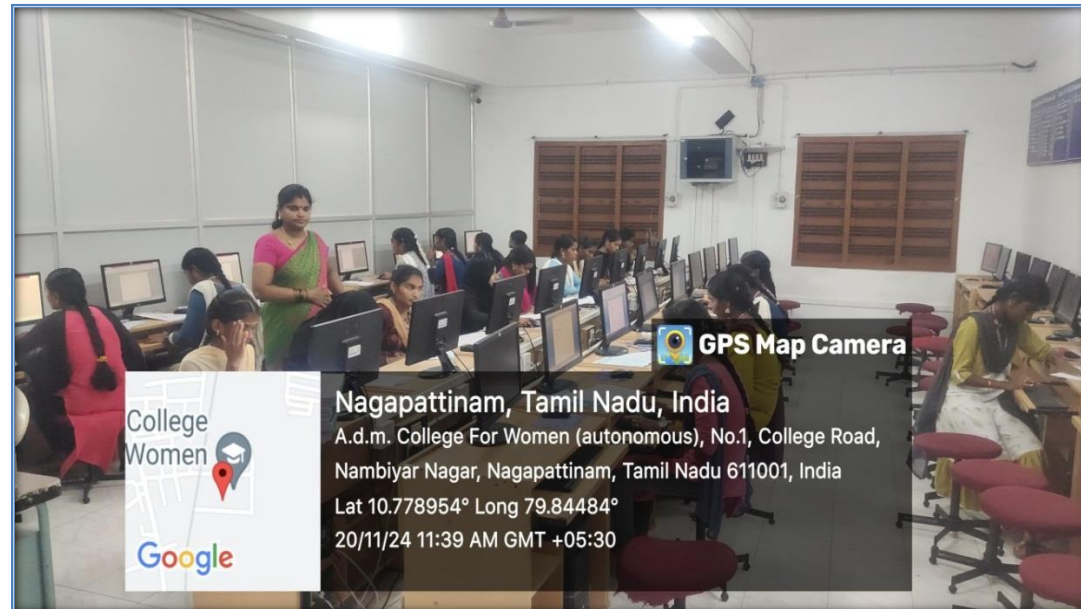 GPS Map Camera
College
Women
Google
Nagapattinam, Tamil Nadu, India
A.d.m. College For Women (autonomous), No.1, College Road,
Nambiyar Nagar, Nagapattinam, Tamil Nadu 611001, India
Lat 10.778954° Long 79.84484°
20/11/24 11:39 AM GMT +05:30